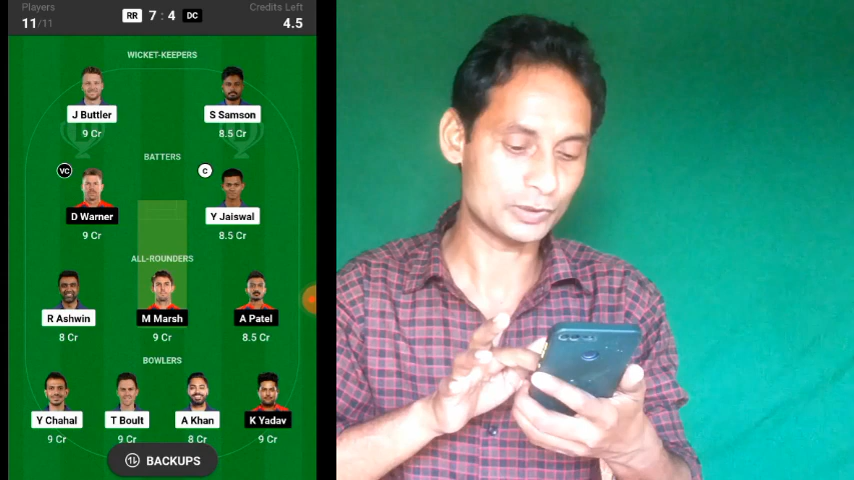 Players
Credits Left
11/11
RR 7 : 4 DC
4.5
WICKET-KEEPERS
J Buttler
S Samson
9 Cr
8.5 Cr
BATTERS
VC
C
D Warner
Y Jaiswal
9 Cr
8.5 Cr
ALL-ROUNDERS
R Ashwin
M Marsh
A Patel
8 Cr
9 Cr
8.5 Cr
BOWLERS
Y Chahal
T Boult
A Khan
K Yadav
9 Cr
9 Cr
8 Cr
9 Cr
BACKUPS